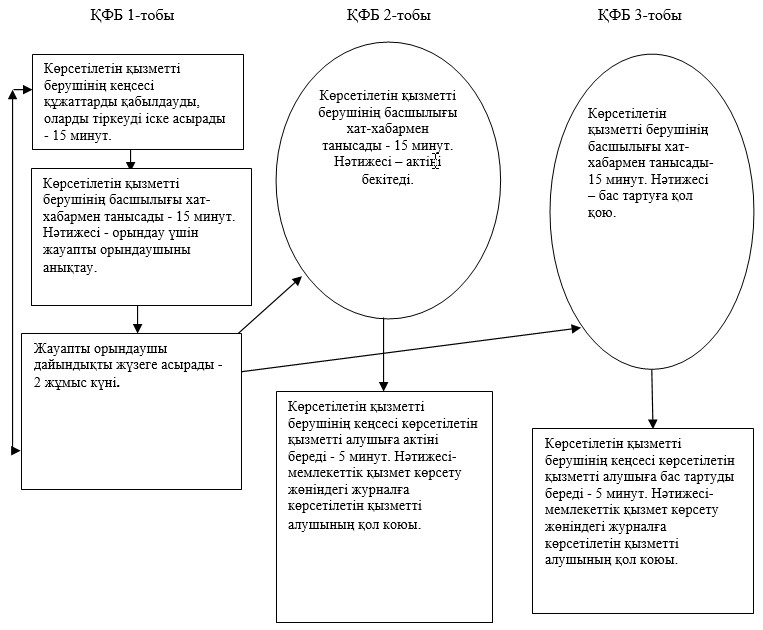 ҚФБ 1-тобы
ҚФБ 2-тобы
ҚФБ 3-тобы
Көрсетілетін қызметті
берушінің кеңсесі
құжаттарды қабылдауды,
оларды тіркеуді іске асырады
- 15 минут.
Көрсетілетін қызметті
берушінің басшылығы хат-
хабармен танысады - 15 минут.
Нәтижесі - орындау үшін
жауапты орындаушыны
анықтау.
Жауапты орындаушы
дайындықты жүзеге асырады -
2 жұмыс күні.
Көрсетілетін қызметті
берушінің басшылығы
хат-хабармен
танысады - 15 минут.
Нәтижесі – актіні
бекітеді.
Көрсетілетін қызметті
берушінің кеңсесі көрсетілетін
қызметті алушыға актіні
береді - 5 минут. Нәтижесі-
мемлекеттік қызмет көрсету
жөніндегі журналға
көрсетілетін қызметті
алушының қол коюы.
Көрсетілетін
қызметті берушінің
басшылығы хат-
хабармен танысады-
15 минут. Нәтижесі
– бас тартуға қол
қою.
Көрсетілетін қызметті
берушінің кеңсесі көрсетілетін
қызметті алушыға бас тартуды
береді - 5 минут. Нәтижесі-
мемлекеттік қызмет көрсету
жөніндегі журналға
көрсетілетін қызметті
алушының қол коюы.